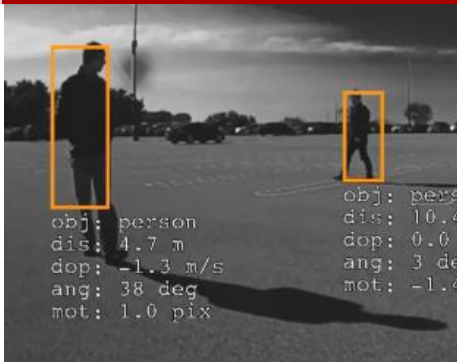 obj: person
dis: 4.7 m
dop: -1.3 m/s
ang: 38 deg
mot: 1.0 pix
obj: pers
dis: 10.4
dop: 0.0
ang: 3 de
mot: -1.4